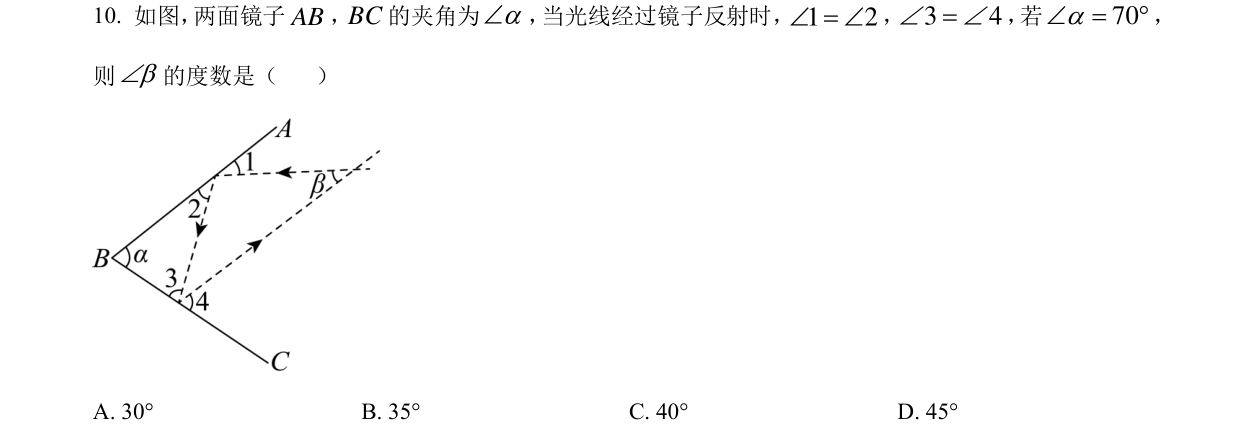 10. 如图，两面镜子 AB，BC 的夹角为∠α，当光线经过镜子反射时，∠1=∠2，∠3=∠4，若∠α=70°，
则∠β的度数是（　　）
A
1
β
2
B
α
3
4
C
A. 30° B. 35° C. 40° D. 45°